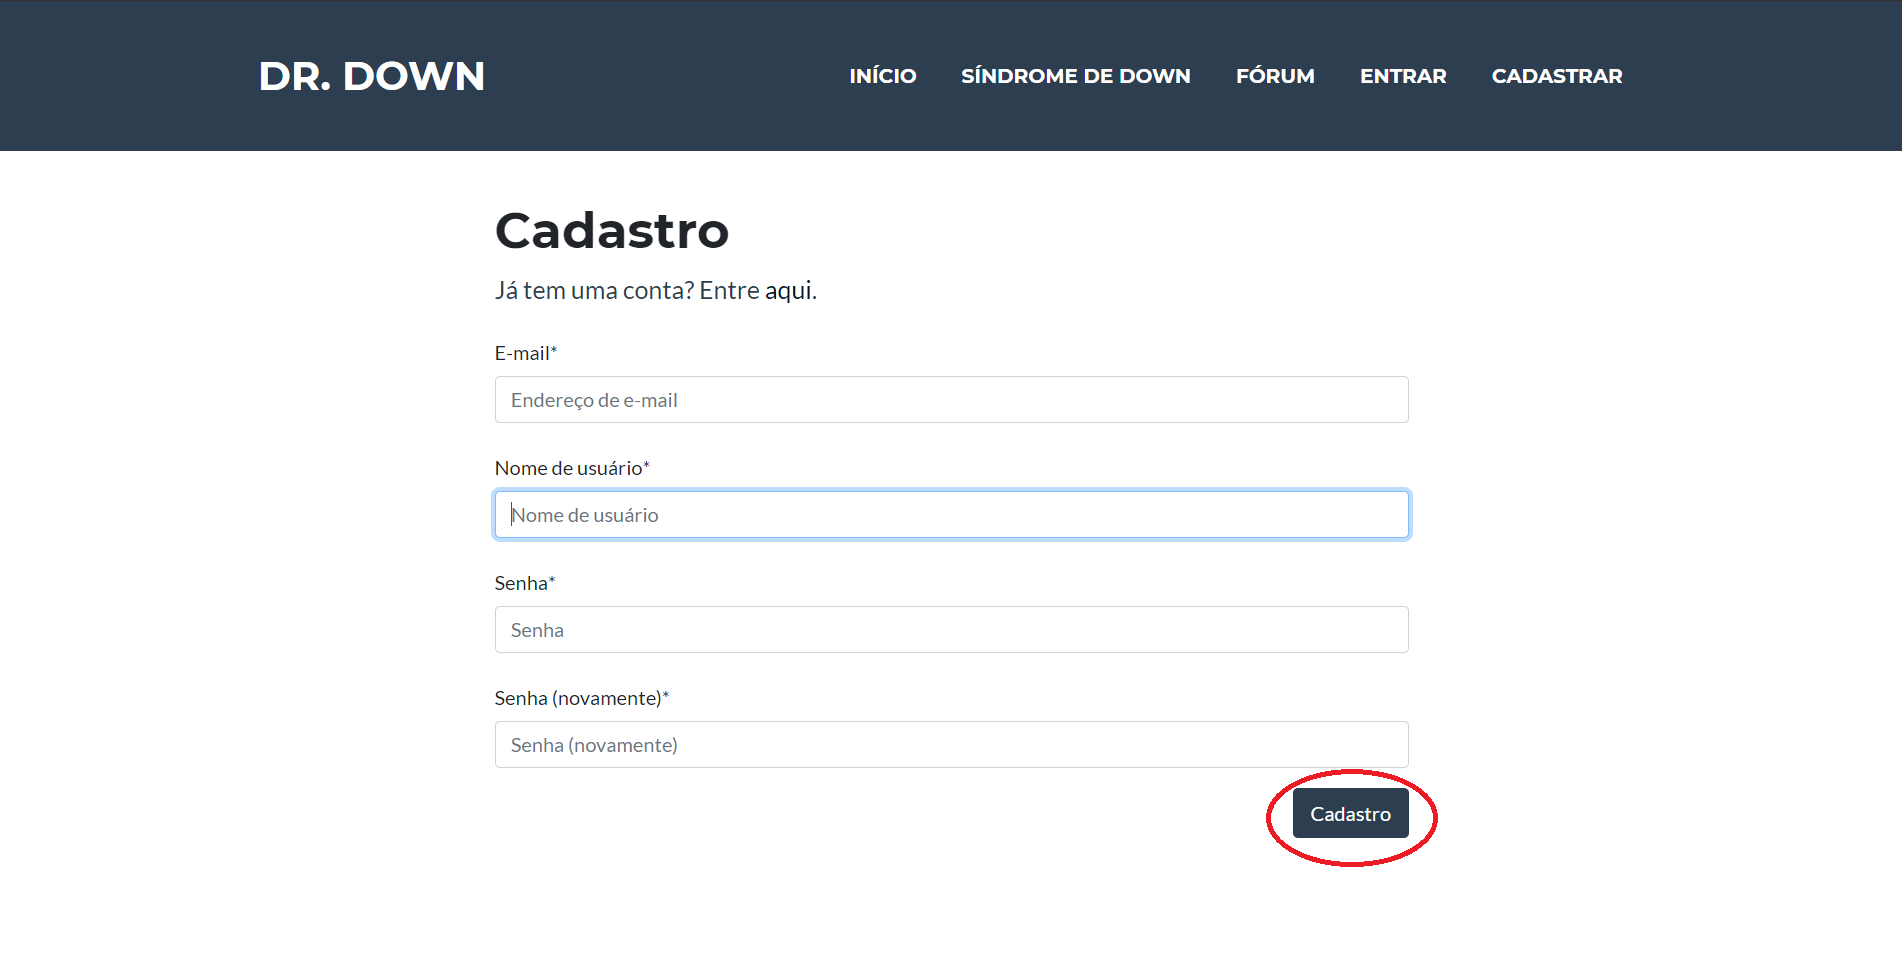 DR. DOWN
INÍCIO SÍNDROME DE DOWN FÓRUM ENTRAR CADASTRAR
Cadastro
Já tem uma conta? Entre aqui.
E-mail*
Endereço de e-mail
Nome de usuário*
Nome de usuário
Senha*
Senha
Senha (novamente)*
Senha (novamente)
Cadastro